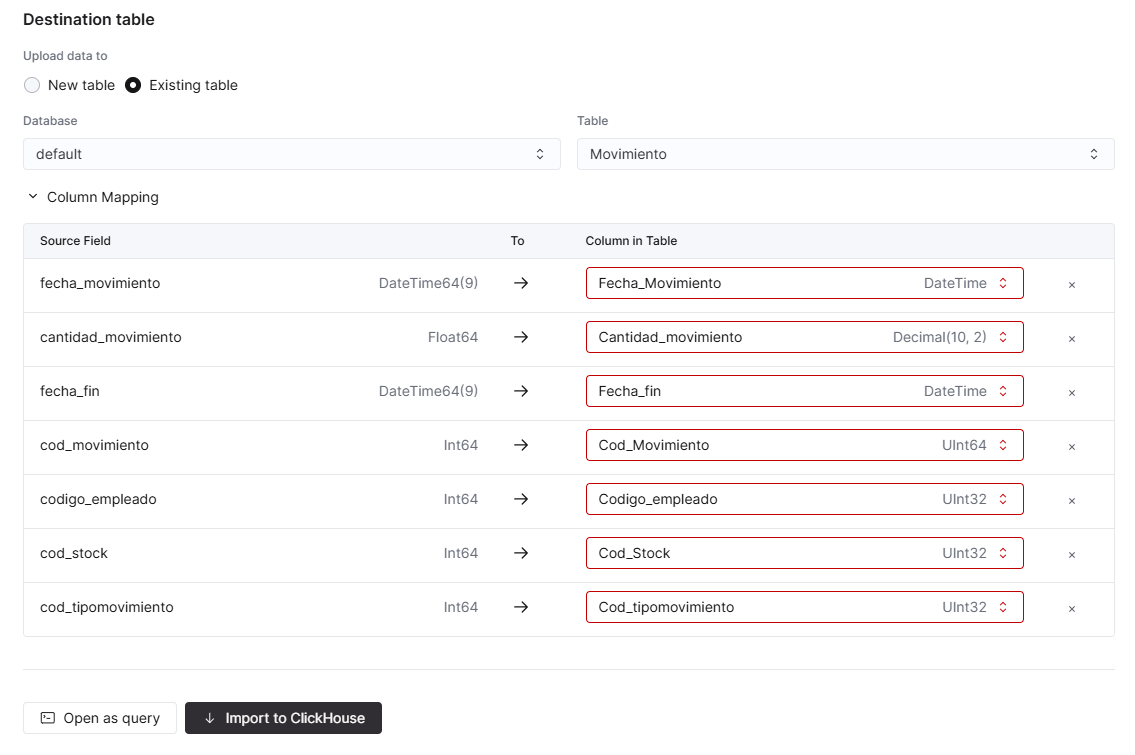 Destination table
Upload data to
New table Existing table
Database Table
default Movimiento
Column Mapping
Source Field To Column in Table
fecha_movimiento DateTime64(9) → Fecha_Movimiento DateTime ×
cantidad_movimiento Float64 → Cantidad_movimiento Decimal(10, 2) ×
fecha_fin DateTime64(9) → Fecha_fin DateTime ×
cod_movimiento Int64 → Cod_Movimiento UInt64 ×
codigo_empleado Int64 → Codigo_empleado UInt32 ×
cod_stock Int64 → Cod_Stock UInt32 ×
cod_tipomovimiento Int64 → Cod_tipomovimiento UInt32 ×
Open as query Import to ClickHouse